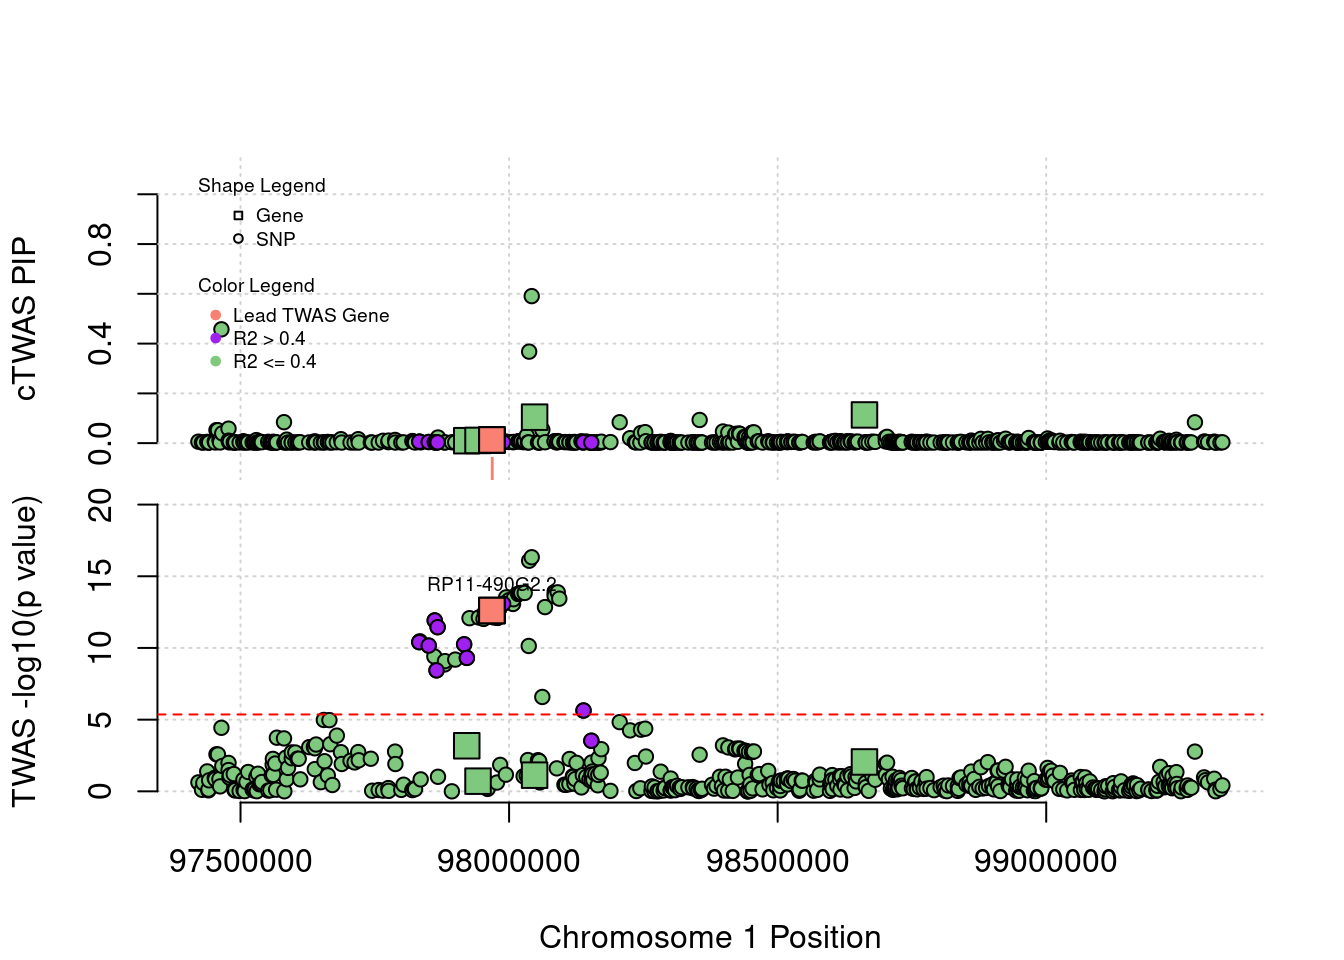 Shape Legend
Gene
SNP
Color Legend
Lead TWAS Gene
R2 > 0.4
R2 <= 0.4
cTWAS PIP
0.8
0.4
0.0
TWAS -log10(p value)
20
15
10
5
0
RP11-490G2.2
97500000 98000000 98500000 99000000
Chromosome 1 Position